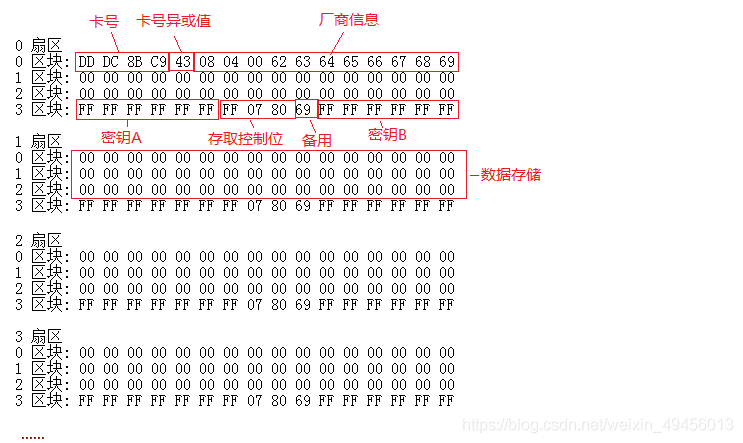 卡号 卡号异或值 厂商信息
0 扇区
0 区块: DD DC 8B C9 43 08 04 00 62 63 64 65 66 67 68 69
1 区块: 00 00 00 00 00 00 00 00 00 00 00 00 00 00 00 00
2 区块: 00 00 00 00 00 00 00 00 00 00 00 00 00 00 00 00
3 区块: FF FF FF FF FF FF FF 07 80 69 FF FF FF FF FF FF
密钥A 存取控制位 备用 密钥B
1 扇区
0 区块: 00 00 00 00 00 00 00 00 00 00 00 00 00 00 00 00
1 区块: 00 00 00 00 00 00 00 00 00 00 00 00 00 00 00 00
数据存储
2 区块: 00 00 00 00 00 00 00 00 00 00 00 00 00 00 00 00
3 区块: FF FF FF FF FF FF FF 07 80 69 FF FF FF FF FF FF
2 扇区
0 区块: 00 00 00 00 00 00 00 00 00 00 00 00 00 00 00 00
1 区块: 00 00 00 00 00 00 00 00 00 00 00 00 00 00 00 00
2 区块: 00 00 00 00 00 00 00 00 00 00 00 00 00 00 00 00
3 区块: FF FF FF FF FF FF FF 07 80 69 FF FF FF FF FF FF
3 扇区
0 区块: 00 00 00 00 00 00 00 00 00 00 00 00 00 00 00 00
1 区块: 00 00 00 00 00 00 00 00 00 00 00 00 00 00 00 00
2 区块: 00 00 00 00 00 00 00 00 00 00 00 00 00 00 00 00
3 区块: FF FF FF FF FF FF FF 07 80 69 FF FF FF FF FF FF
https://blog.csdn.net/weixin_49456013
......